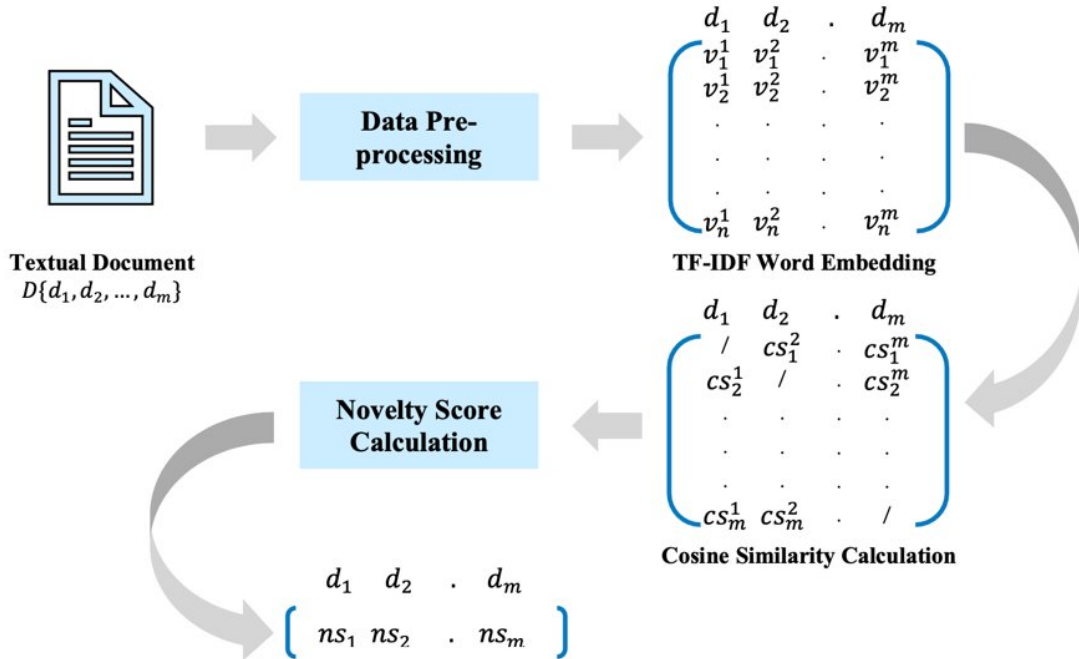 Textual Document
D{d₁, d₂, ..., dₘ}
Data Pre-
processing
d₁ d₂ . dₘ
v₁¹ v₁² . v₁ᵐ
v₂¹ v₂² . v₂ᵐ
. . . .
. . . .
. . . .
vₙ¹ vₙ² . vₙᵐ
TF-IDF Word Embedding
d₁ d₂ . dₘ
/ cs₁² . cs₁ᵐ
cs₂¹ / . cs₂ᵐ
. . . .
. . . .
. . . .
csₘ¹ csₘ² . /
Cosine Similarity Calculation
Novelty Score
Calculation
d₁ d₂ . dₘ
ns₁ ns₂ . nsₘ